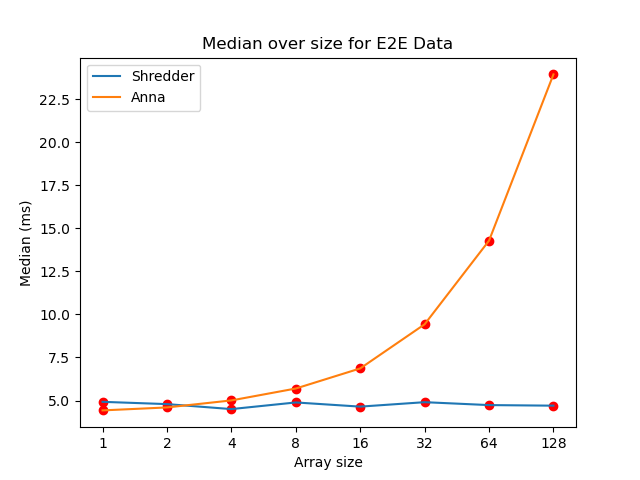 Median over size for E2E Data
Shredder
Anna
22.5
20.0
17.5
15.0
12.5
10.0
7.5
5.0
Median (ms)
1 2 4 8 16 32 64 128
Array size